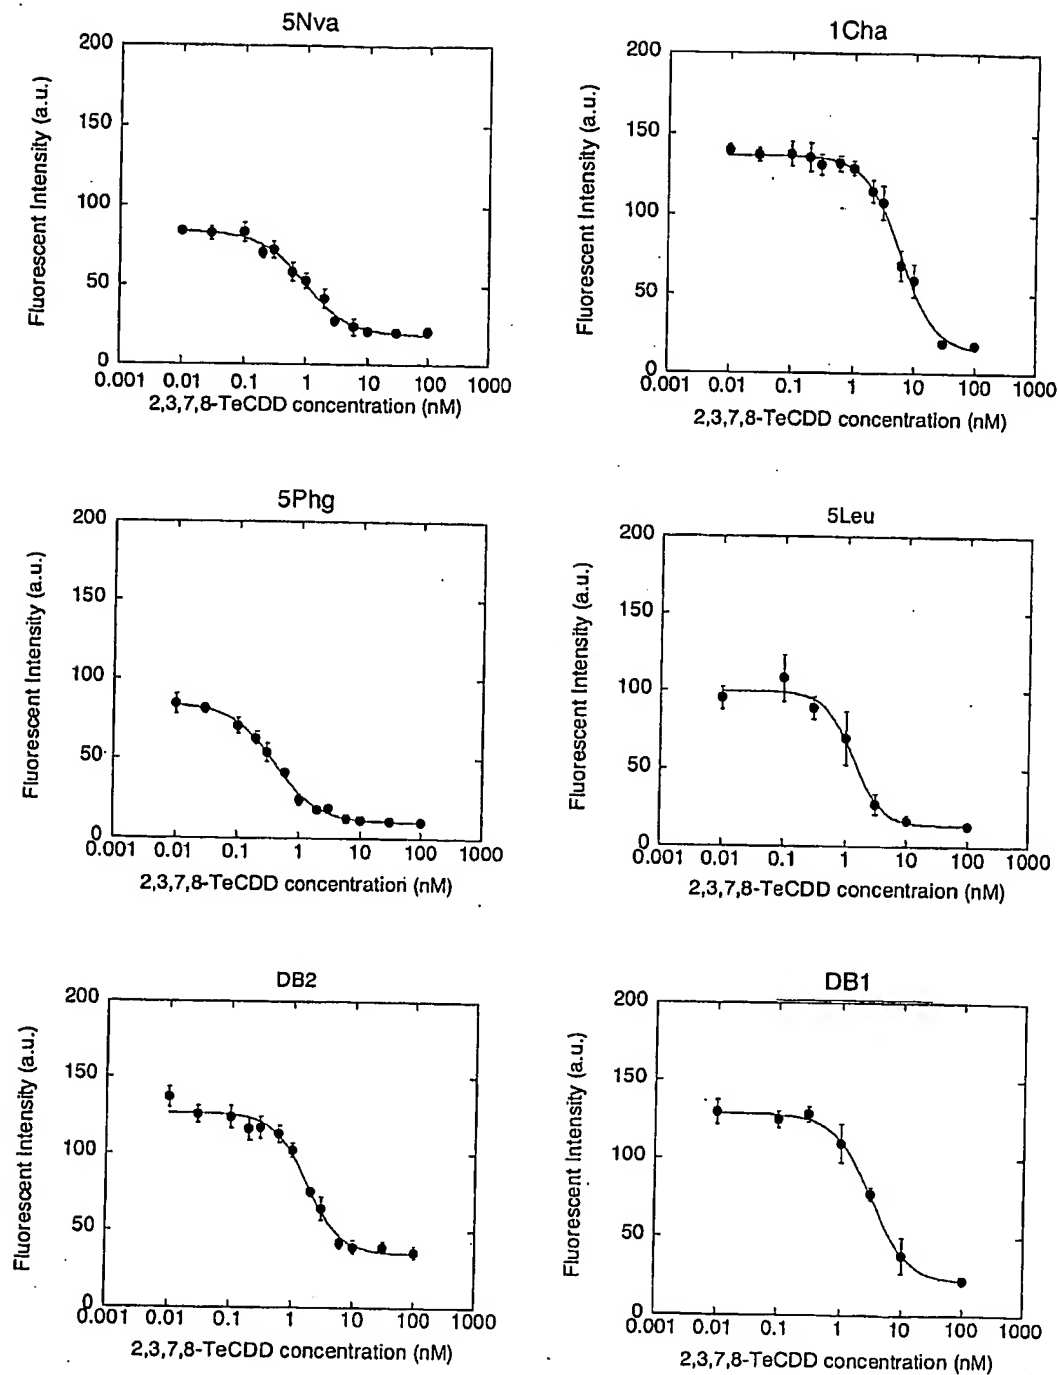 5Nva
200
150
100
50
0
Fluorescent Intensity (a.u.)
0.001 0.01 0.1 1 10 100 1000
2,3,7,8-TeCDD concentration (nM)
1Cha
200
150
100
50
0
Fluorescent Intensity (a.u.)
0.001 0.01 0.1 1 10 100 1000
2,3,7,8-TeCDD concentration (nM)
5Phg
200
150
100
50
0
Fluorescent Intensity (a.u.)
0.001 0.01 0.1 1 10 100 1000
2,3,7,8-TeCDD concentration (nM)
5Leu
200
150
100
50
0
Fluorescent Intensity (a.u.)
0.001 0.01 0.1 1 10 100 1000
2,3,7,8-TeCDD concentraion (nM)
DB2
200
150
100
50
0
Fluorescent Intensity (a.u.)
0.001 0.01 0.1 1 10 100 1000
2,3,7,8-TeCDD concentration (nM)
DB1
200
150
100
50
0
Fluorescent Intensity (a.u.)
0.001 0.01 0.1 1 10 100 1000
2,3,7,8-TeCDD concentration (nM)